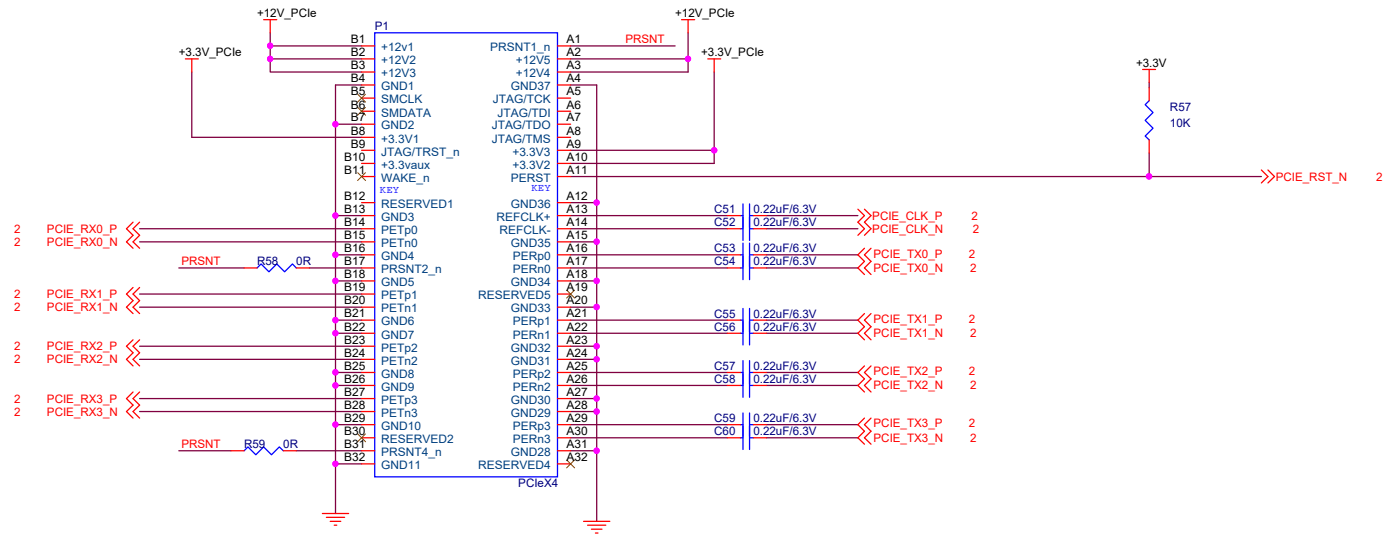 +12V_PCIe
+12V_PCIe
P1
+3.3V_PCIe
+3.3V_PCIe
+3.3V
B1 +12v1 PRSNT1_n A1 PRSNT
B2 +12V2 +12V5 A2
B3 +12V3 +12V4 A3
B4 GND1 GND37 A4
B5 SMCLK JTAG/TCK A5
B6 SMDATA JTAG/TDI A6
B7 GND2 JTAG/TDO A7
B8 +3.3V1 JTAG/TMS A8
B9 JTAG/TRST_n +3.3V3 A9
B10 +3.3vaux +3.3V2 A10
B11 WAKE_n PERST A11
R57
10K
PCIE_RST_N 2
KEY KEY
B12 RESERVED1 GND36 A12
B13 GND3 REFCLK+ A13 C51 0.22uF/6.3V PCIE_CLK_P 2
2 PCIE_RX0_P B14 PETp0 REFCLK- A14 C52 0.22uF/6.3V PCIE_CLK_N 2
2 PCIE_RX0_N B15 PETn0 GND35 A15
B16 GND4 PERp0 A16 C53 0.22uF/6.3V PCIE_TX0_P 2
PRSNT R58 0R B17 PRSNT2_n PERn0 A17 C54 0.22uF/6.3V PCIE_TX0_N 2
B18 GND5 GND34 A18
2 PCIE_RX1_P B19 PETp1 RESERVED5 A19
2 PCIE_RX1_N B20 PETn1 GND33 A20
B21 GND6 PERp1 A21 C55 0.22uF/6.3V PCIE_TX1_P 2
B22 GND7 PERn1 A22 C56 0.22uF/6.3V PCIE_TX1_N 2
2 PCIE_RX2_P B23 PETp2 GND32 A23
2 PCIE_RX2_N B24 PETn2 GND31 A24
B25 GND8 PERp2 A25 C57 0.22uF/6.3V PCIE_TX2_P 2
B26 GND9 PERn2 A26 C58 0.22uF/6.3V PCIE_TX2_N 2
2 PCIE_RX3_P B27 PETp3 GND30 A27
2 PCIE_RX3_N B28 PETn3 GND29 A28
B29 GND10 PERp3 A29 C59 0.22uF/6.3V PCIE_TX3_P 2
B30 RESERVED2 PERn3 A30 C60 0.22uF/6.3V PCIE_TX3_N 2
PRSNT R59 0R B31 PRSNT4_n GND28 A31
B32 GND11 RESERVED4 A32
PCIeX4